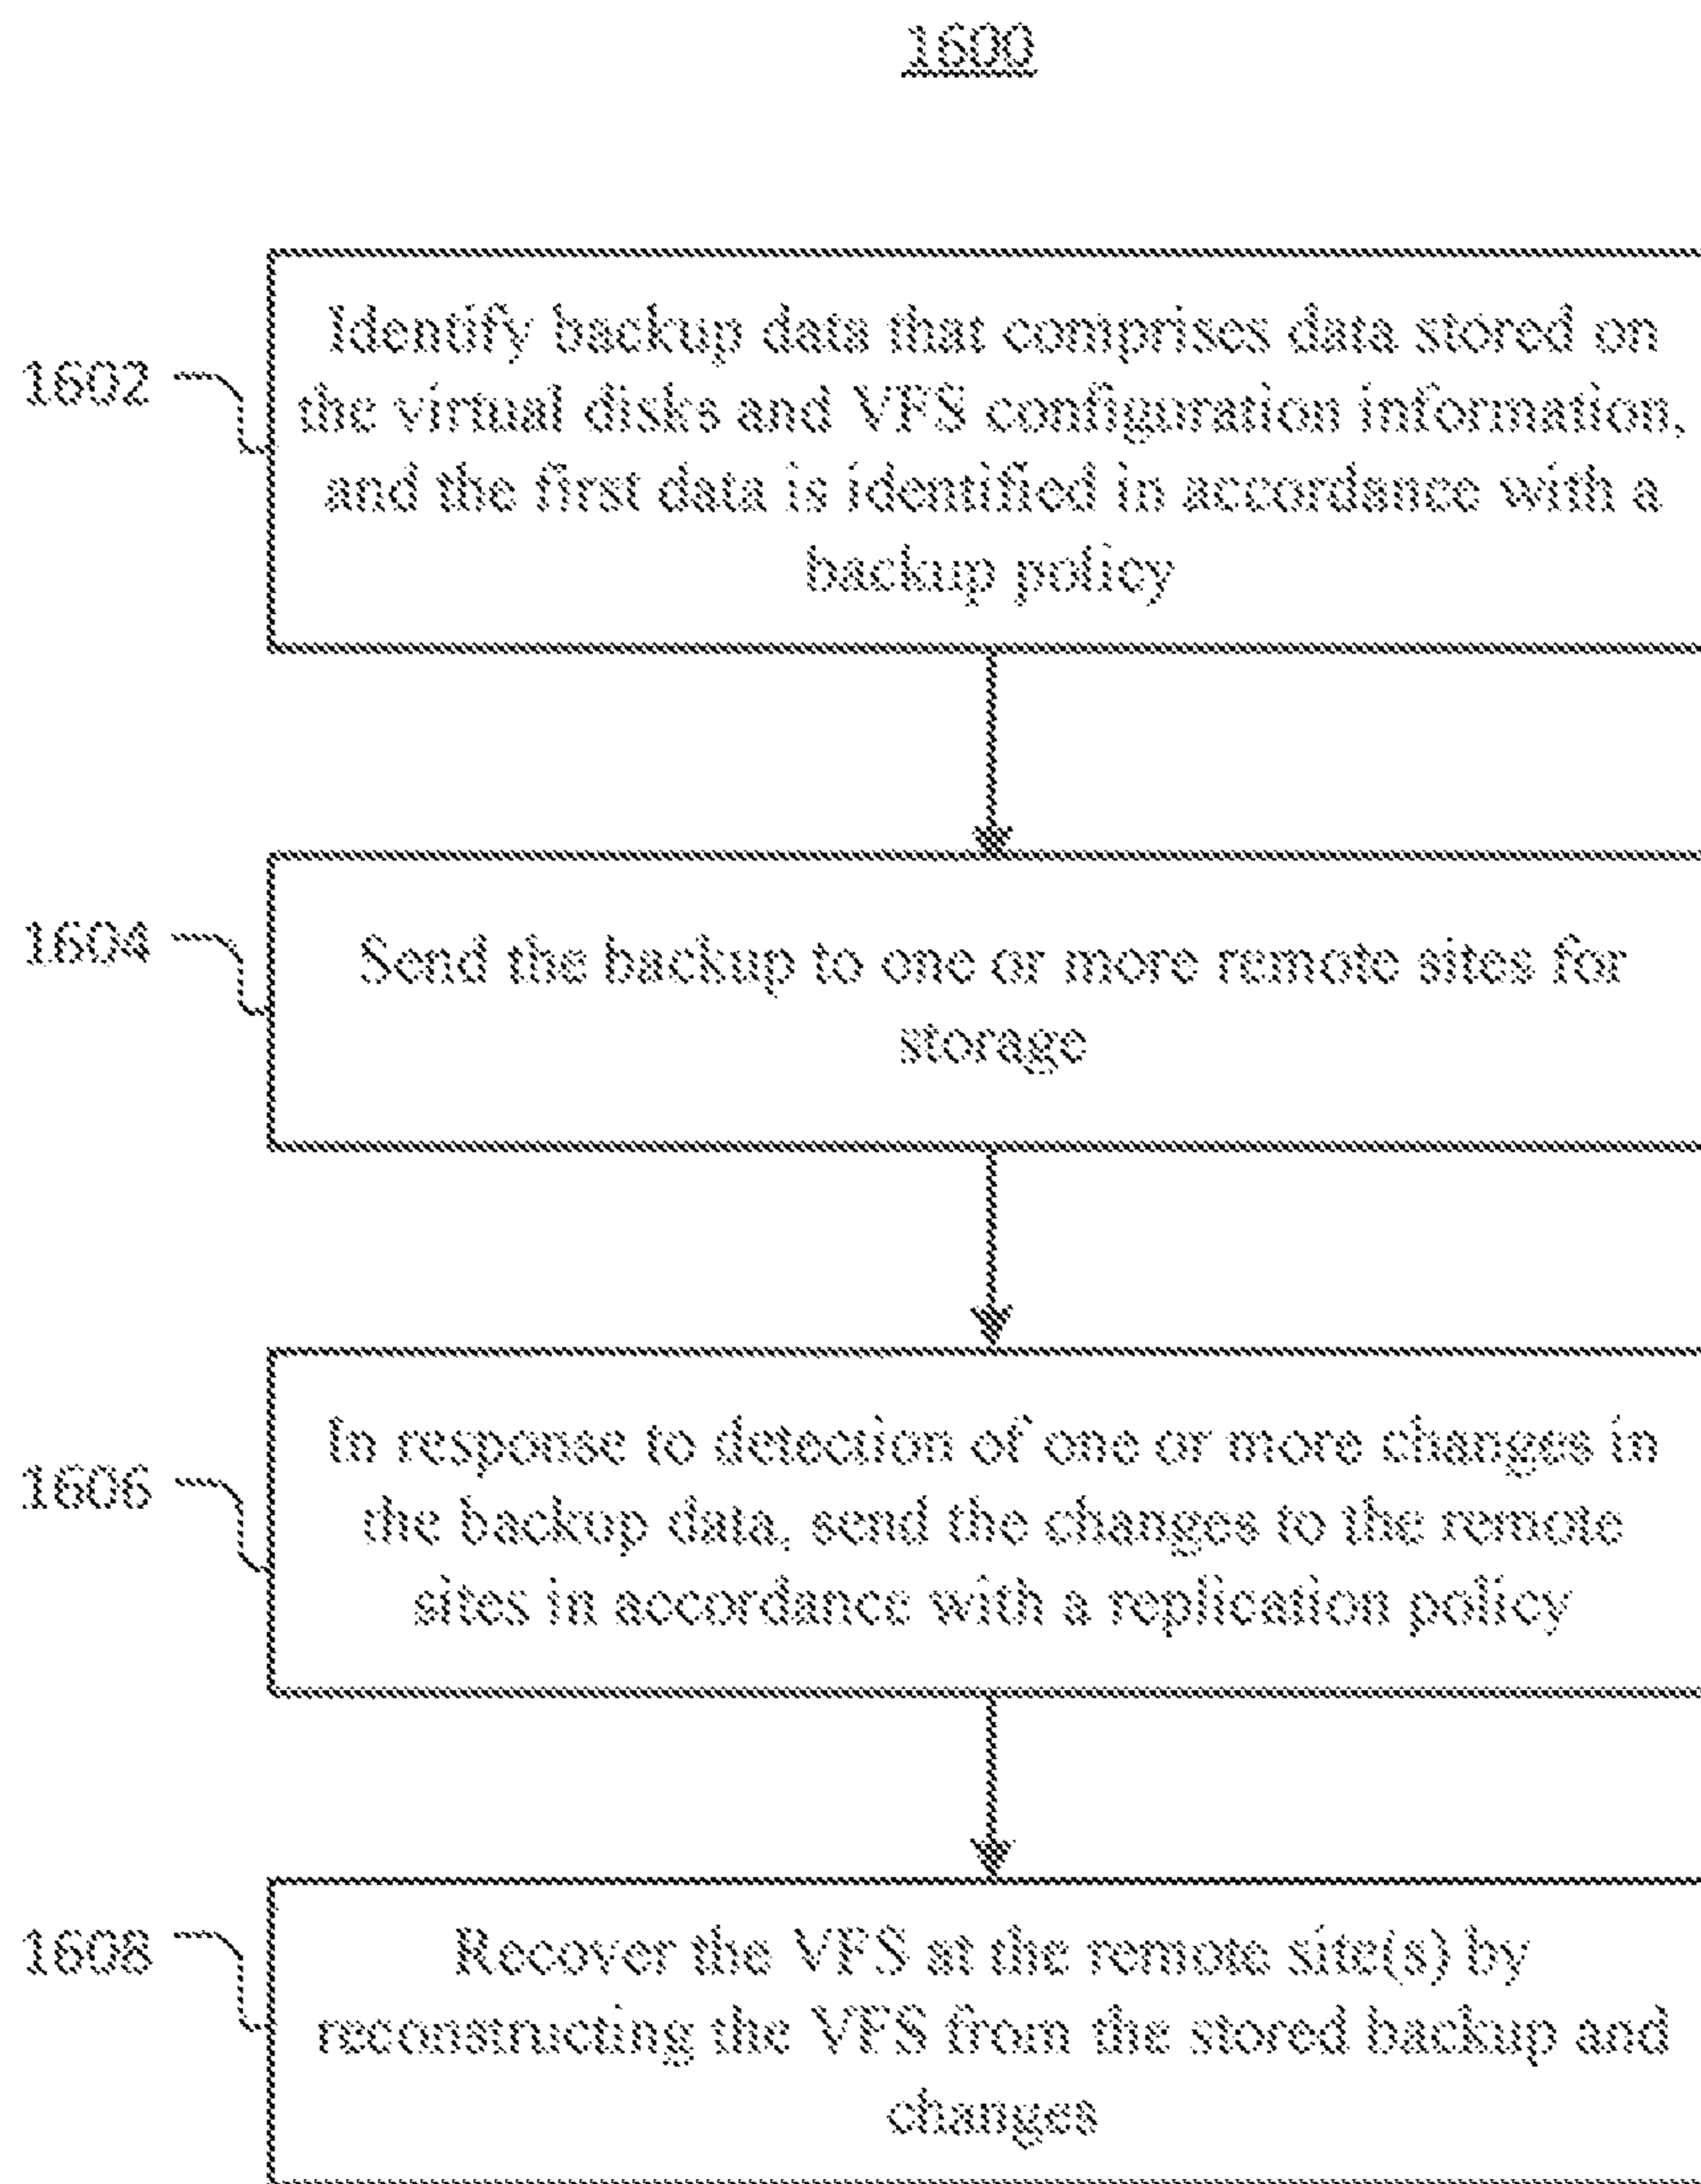 1600
1602
Identify backup data that comprises data stored on
the virtual disks and VFS configuration information,
and the first data is identified in accordance with a
backup policy
1604
Send the backup to one or more remote sites for
storage
1606
In response to detection of one or more changes in
the backup data, send the changes to the remote
sites in accordance with a replication policy
1608
Recover the VFS at the remote site(s) by
reconstructing the VFS from the stored backup and
changes